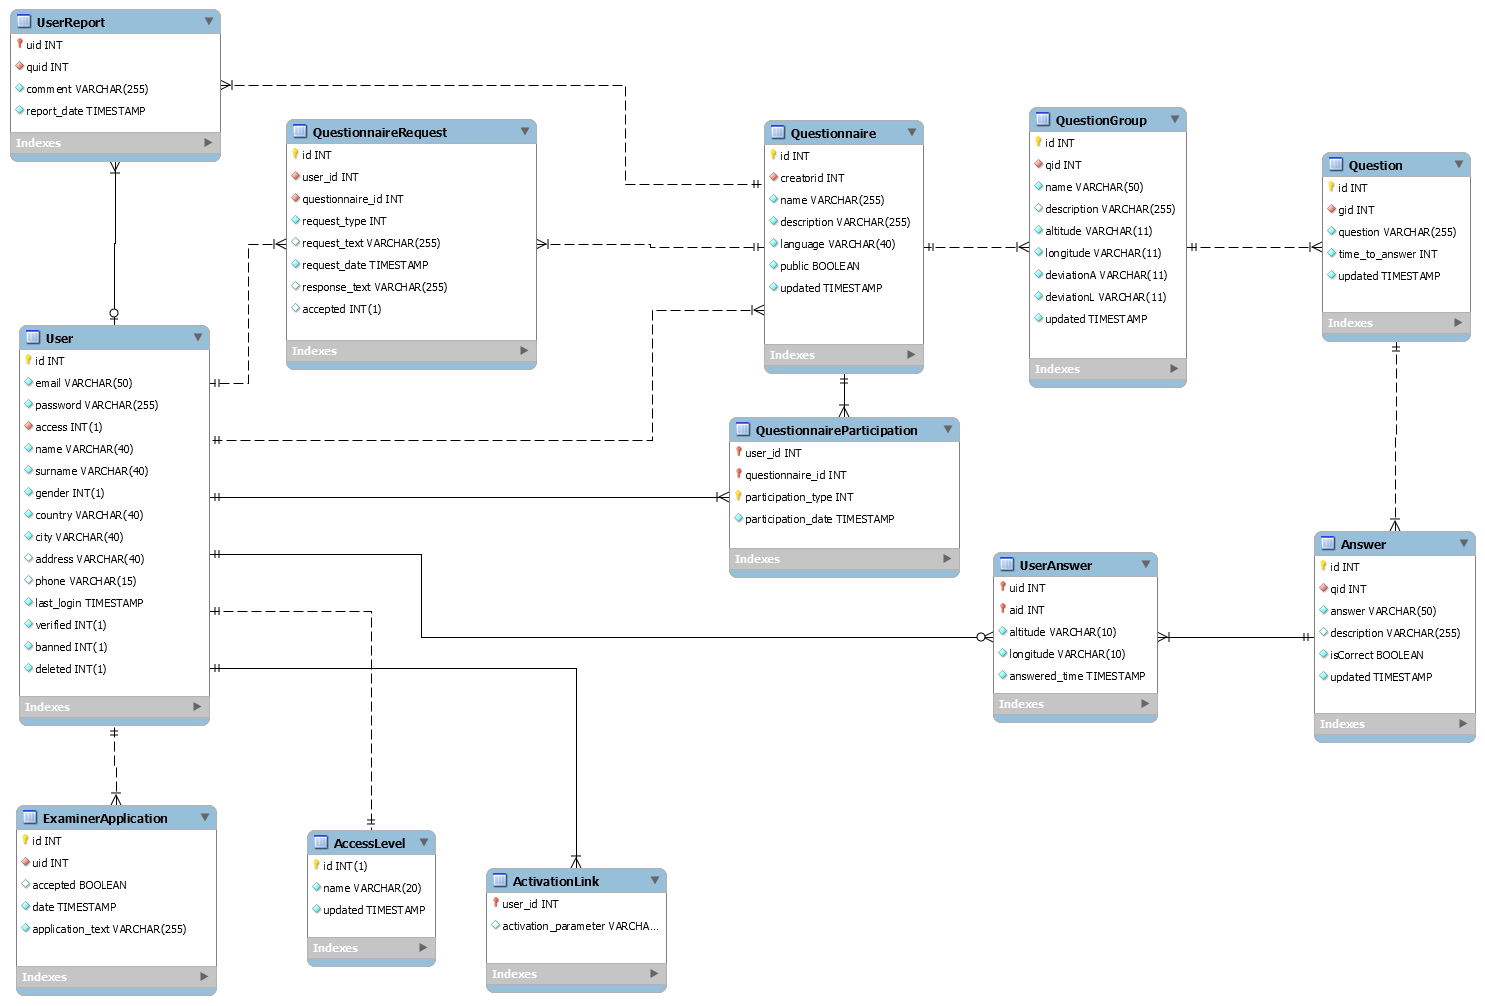 UserReport
uid INT
quid INT
comment VARCHAR(255)
report_date TIMESTAMP
Indexes
QuestionnaireRequest
id INT
user_id INT
questionnaire_id INT
request_type INT
request_text VARCHAR(255)
request_date TIMESTAMP
response_text VARCHAR(255)
accepted INT(1)
Indexes
Questionnaire
id INT
creatorid INT
name VARCHAR(255)
description VARCHAR(255)
language VARCHAR(40)
public BOOLEAN
updated TIMESTAMP
Indexes
QuestionGroup
id INT
qid INT
name VARCHAR(50)
description VARCHAR(255)
altitude VARCHAR(11)
longitude VARCHAR(11)
deviationA VARCHAR(11)
deviationL VARCHAR(11)
updated TIMESTAMP
Indexes
Question
id INT
gid INT
question VARCHAR(255)
time_to_answer INT
updated TIMESTAMP
Indexes
User
id INT
email VARCHAR(50)
password VARCHAR(255)
access INT(1)
name VARCHAR(40)
surname VARCHAR(40)
gender INT(1)
country VARCHAR(40)
city VARCHAR(40)
address VARCHAR(40)
phone VARCHAR(15)
last_login TIMESTAMP
verified INT(1)
banned INT(1)
deleted INT(1)
Indexes
QuestionnaireParticipation
user_id INT
questionnaire_id INT
participation_type INT
participation_date TIMESTAMP
Indexes
UserAnswer
uid INT
aid INT
altitude VARCHAR(10)
longitude VARCHAR(10)
answered_time TIMESTAMP
Indexes
Answer
id INT
qid INT
answer VARCHAR(50)
description VARCHAR(255)
isCorrect BOOLEAN
updated TIMESTAMP
Indexes
ExaminerApplication
id INT
uid INT
accepted BOOLEAN
date TIMESTAMP
application_text VARCHAR(255)
Indexes
AccessLevel
id INT(1)
name VARCHAR(20)
updated TIMESTAMP
Indexes
ActivationLink
user_id INT
activation_parameter VARCHA...
Indexes